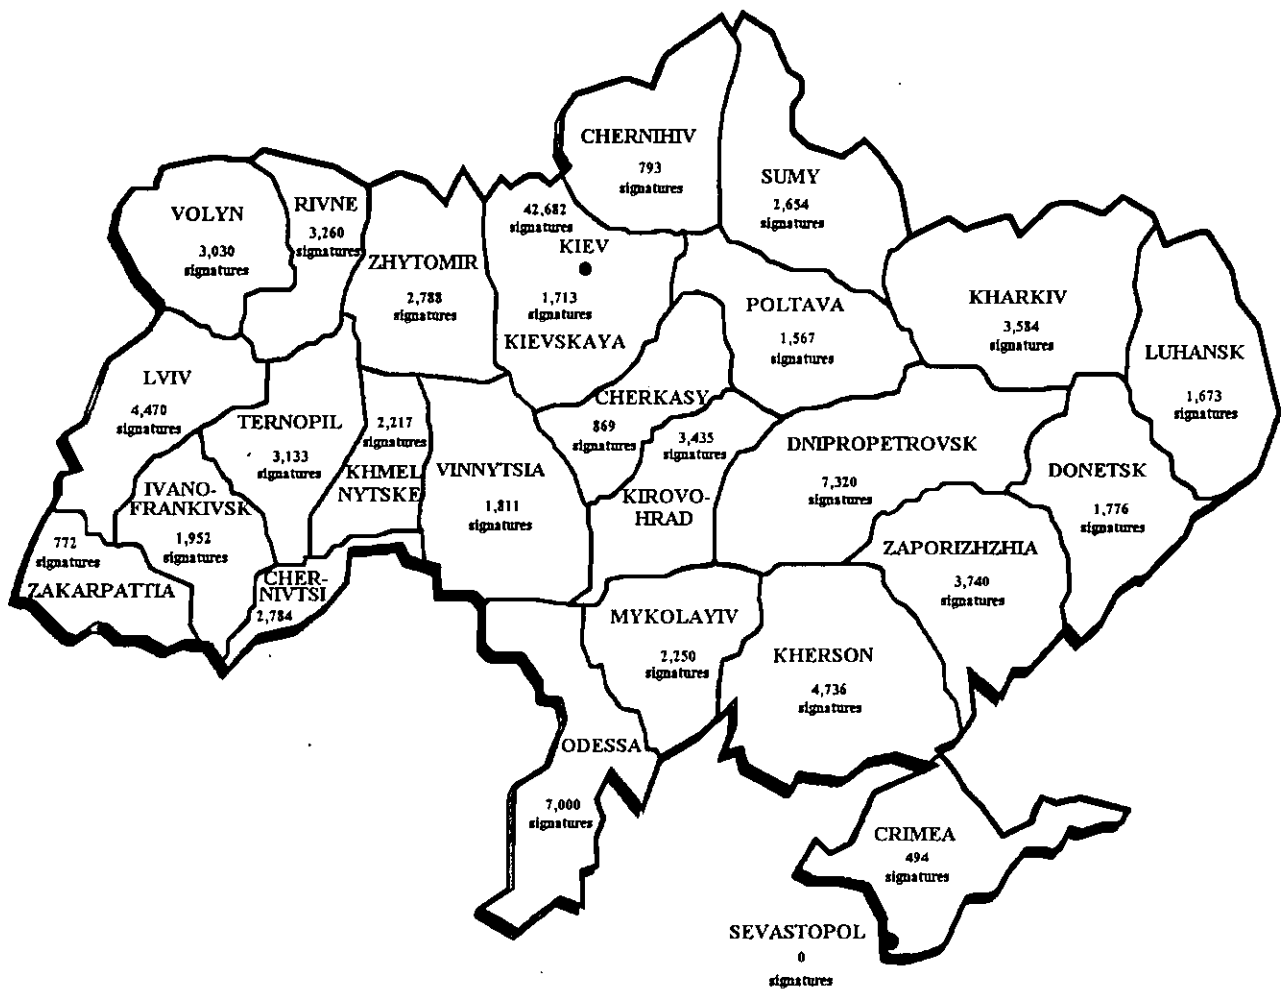 CHERNIHIV
793
signatures
SUMY
2,654
signatures
VOLYN
3,030
signatures
RIVNE
3,260
signatures
ZHYTOMIR
2,788
signatures
42,682
signatures
KIEV
1,713
signatures
KIEVSKAYA
POLTAVA
1,567
signatures
KHARKIV
3,584
signatures
LUHANSK
1,673
signatures
LVIV
4,470
signatures
TERNOPIL
3,133
signatures
2,217
signatures
KHMEL
NYTSKE
VINNYTSIA
1,811
signatures
CHERKASY
869
signatures
3,435
signatures
KIROVO-
HRAD
DNIPROPETROVSK
7,320
signatures
DONETSK
1,776
signatures
IVANO-
FRANKIVSK
1,952
signatures
772
signatures
ZAKARPATTIA
CHER-
NIVTSI
2,784
ZAPORIZHZHIA
3,740
signatures
MYKOLAYIV
2,250
signatures
KHERSON
4,736
signatures
ODESSA
7,000
signatures
CRIMEA
494
signatures
SEVASTOPOL
0
signatures